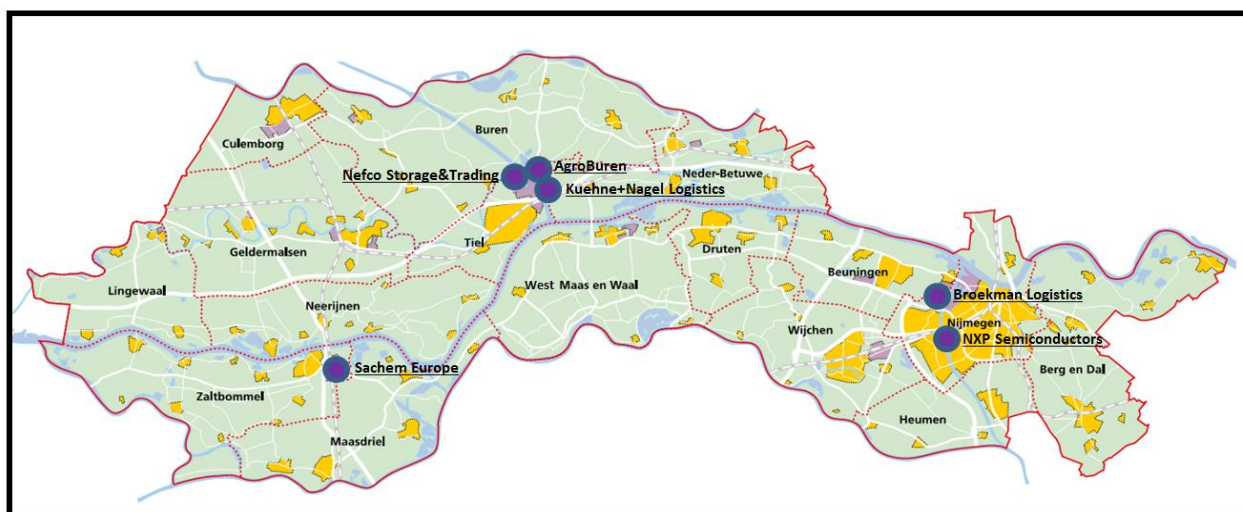 Culemborg
Buren
AgroBuren
Nefco Storage&Trading
Neder-Betuwe
Kuehne+Nagel Logistics
Tiel
Geldermalsen
Druten
Beuningen
West Maas en Waal
Lingewaal
Broekman Logistics
Neerijnen
Nijmegen
Wijchen
NXP Semiconductors
Sachem Europe
Berg en Dal
Zaltbommel
Heumen
Maasdriel